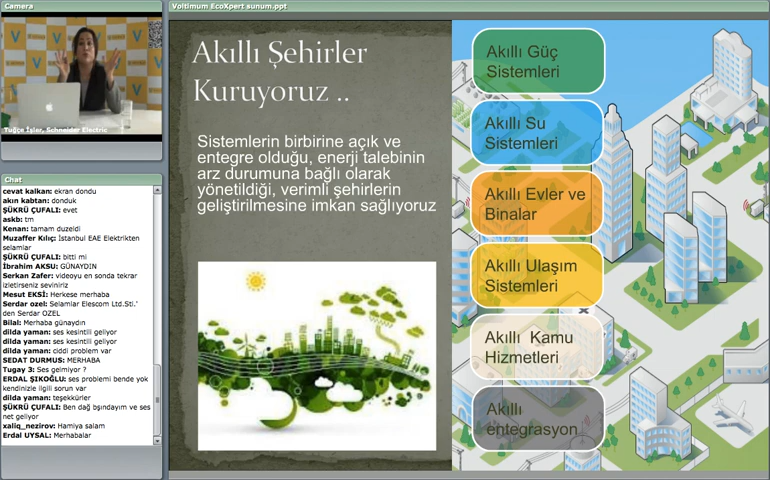 Camera
Tuğçe İşler, Schneider Electric
Chat
cevat kalkan: ekran dondu
akın kabtan: donduk
ŞÜKRÜ ÇUFALI: evet
askb: tm
Kenan: tamam duzeldi
Muzaffer Kılıç: İstanbul EAE Elektrikten
selamlar
ŞÜKRÜ ÇUFALI: bitti mi
İbrahim AKSU: GÜNAYDIN
Serkan Zafer: videoyu en sonda tekrar
izletirseniz seviniriz
Mesut EKSİ: Herkese merhaba
Serdar ozel: Selamlar Elescom Ltd.Sti.'
den Serdar OZEL
Bilal: Merhaba günaydın
dilda yaman: ses kesintili geliyor
dilda yaman: ses kesintili geliyor
dilda yaman: ciddi problem var
SEDAT DURMUS: MERHABA
Tugay 3: Ses gelmiyor ?
ERDAL ŞIKOĞLU: ses problemi bende yok
kendinizle ilgili sorun var
dilda yaman: teşekkürler
ŞÜKRÜ ÇUFALI: Ben dağ bşındayım ve ses
net geliyor
xaliq_nezirov: Hamiya salam
Erdal UYSAL: Merhabalar
Voltimum EcoXpert sunum.ppt
Akıllı Şehirler
Kuruyoruz ..
Sistemlerin birbirine açık ve
entegre olduğu, enerji talebinin
arz durumuna bağlı olarak
yönetildiği, verimli şehirlerin
geliştirilmesine imkan sağlıyoruz
Akıllı Güç
Sistemleri
Akıllı Su
Sistemleri
Akıllı Evler ve
Binalar
Akıllı Ulaşım
Sistemleri
Akıllı Kamu
Hizmetleri
Akıllı
entegrasyon